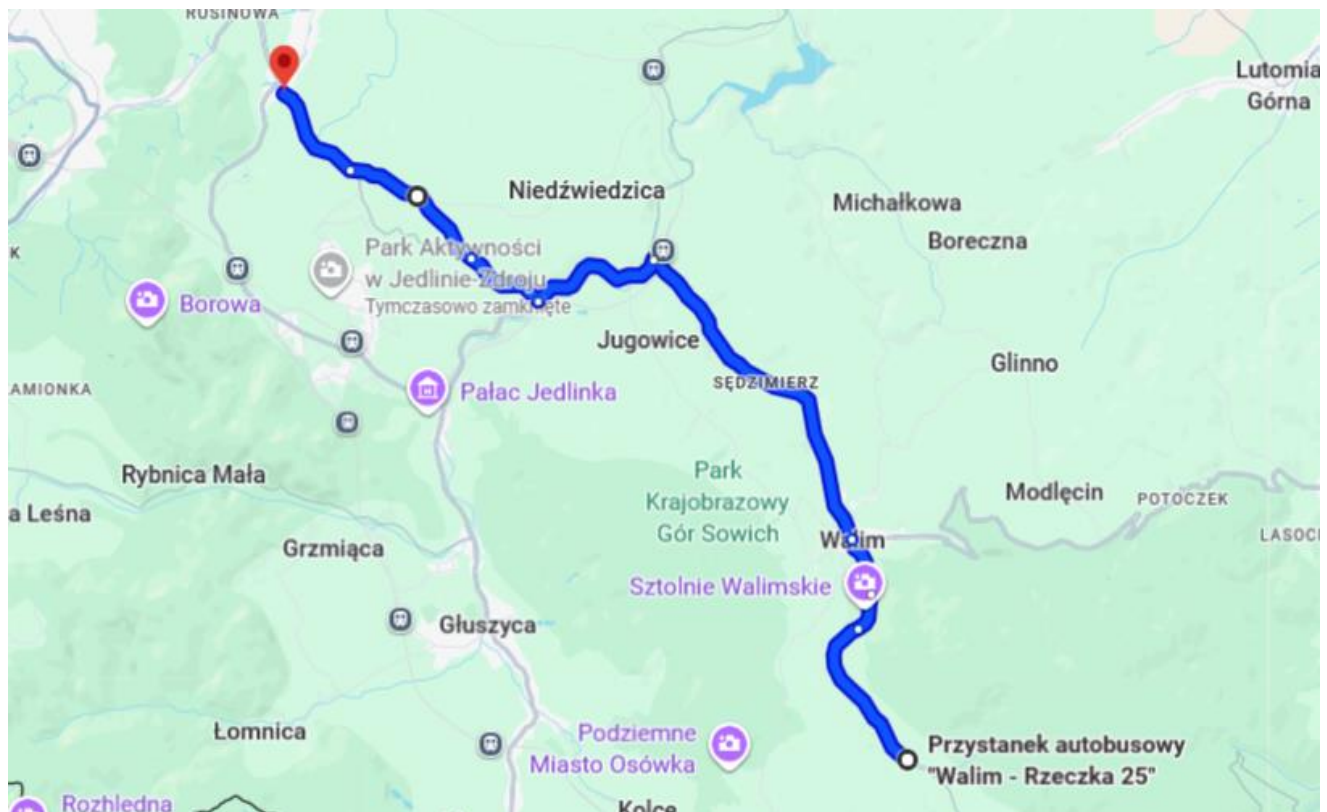 RUSINOWA
Lutomia
Górna
Niedźwiedzica
Michałkowa
Boreczna
K
Park Aktywności
w Jedlinie-Zdroju
Tymczasowo zamknięte
Borowa
Jugowice
Glinno
SĘDZIMIERZ
AMIONKA
Pałac Jedlinka
Rybnica Mała
Park
Krajobrazowy
Gór Sowich
Modlęcin
POTOCZEK
a Leśna
LASOCI
Grzmiąca
Walim
Sztolnie Walimskie
Głuszyca
Łomnica
Podziemne
Miasto Osówka
Przystanek autobusowy
"Walim - Rzeczka 25"
Rozhledna
Kolce